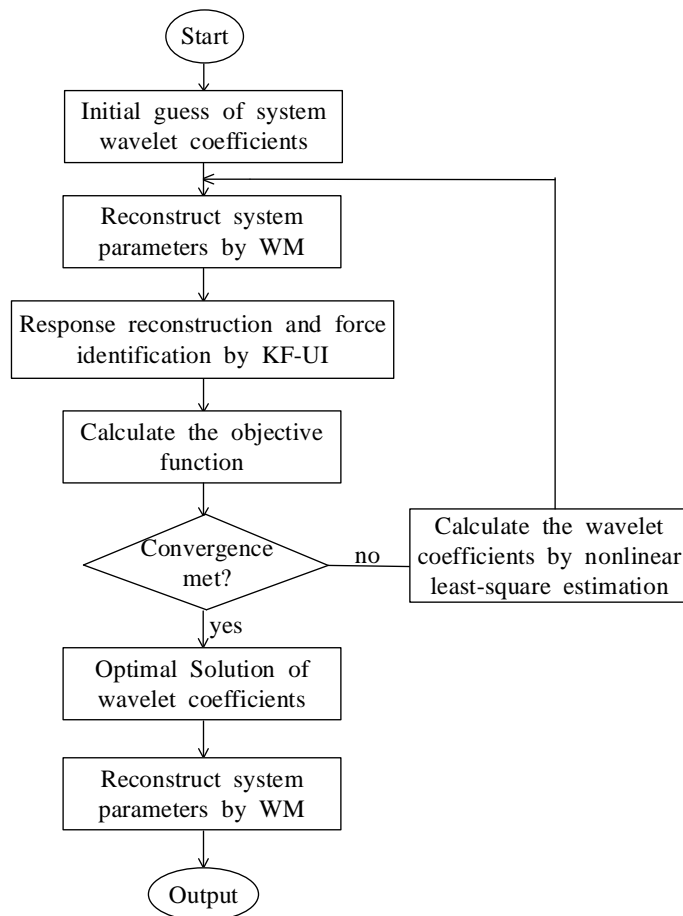 Start
Initial guess of system
wavelet coefficients
Reconstruct system
parameters by WM
Response reconstruction and force
identification by KF-UI
Calculate the objective
function
Convergence
met?
no
Calculate the wavelet
coefficients by nonlinear
least-square estimation
yes
Optimal Solution of
wavelet coefficients
Reconstruct system
parameters by WM
Output